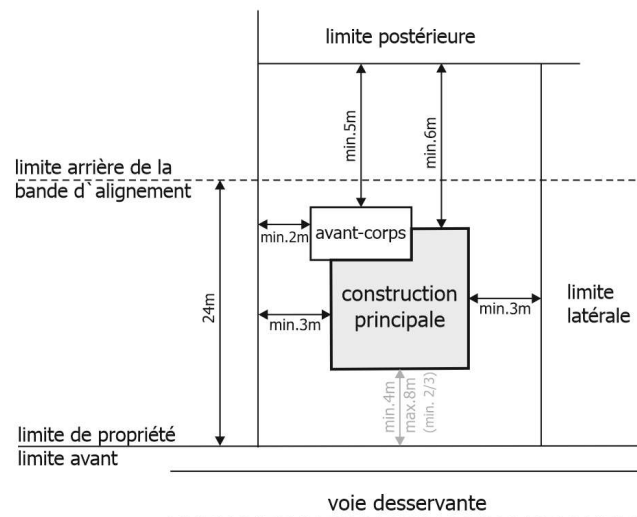 limite postérieure
min.5m
min.6m
limite arrière de la
bande d`alignement
min.2m
avant-corps
24m
construction
principale
min.3m
min.3m
limite
latérale
min.4m
max.8m
(min. 2/3)
limite de propriété
limite avant
voie desservante